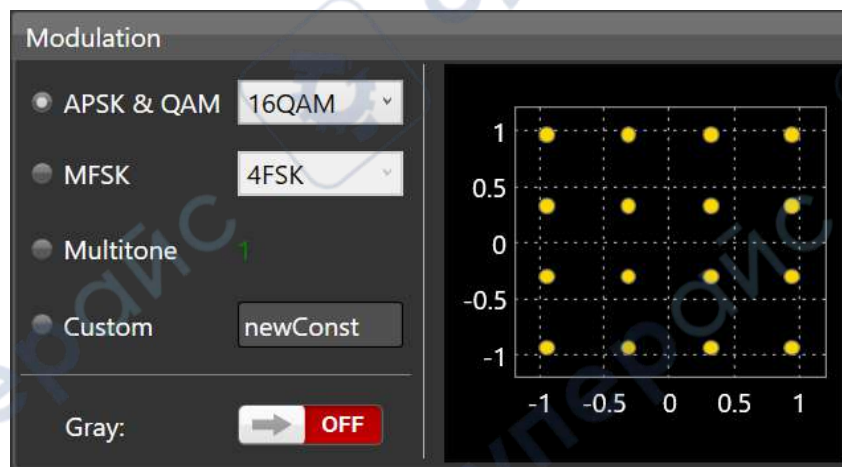 Modulation
APSK & QAM 16QAM
MFSK 4FSK
Multitone 1
Custom newConst
Gray: OFF
1
0.5
0
-0.5
-1
-1 -0.5 0 0.5 1